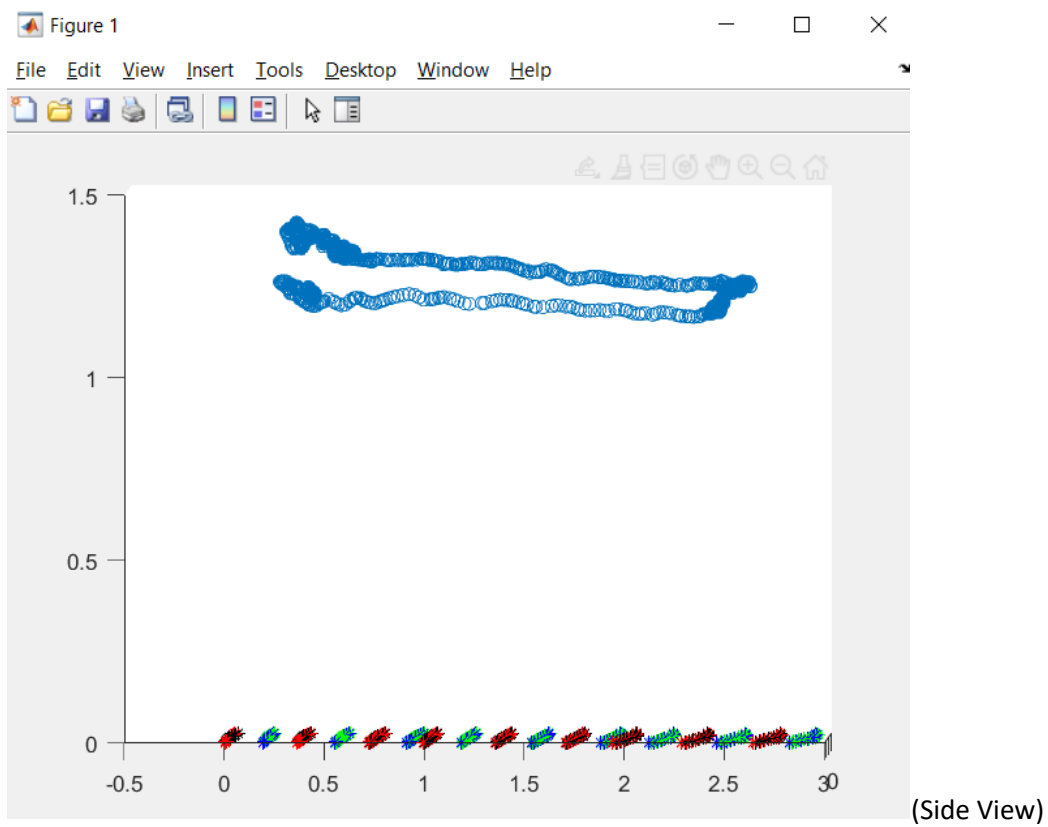 Figure 1
File Edit View Insert Tools Desktop Window Help
1.5
1
0.5
0
-0.5 0 0.5 1 1.5 2 2.5 3 0
(Side View)